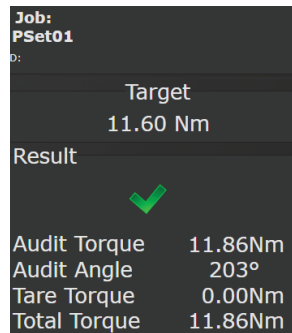 Job:
PSet01
D:
Target
11.60 Nm
Result
Audit Torque 11.86Nm
Audit Angle 203°
Tare Torque 0.00Nm
Total Torque 11.86Nm